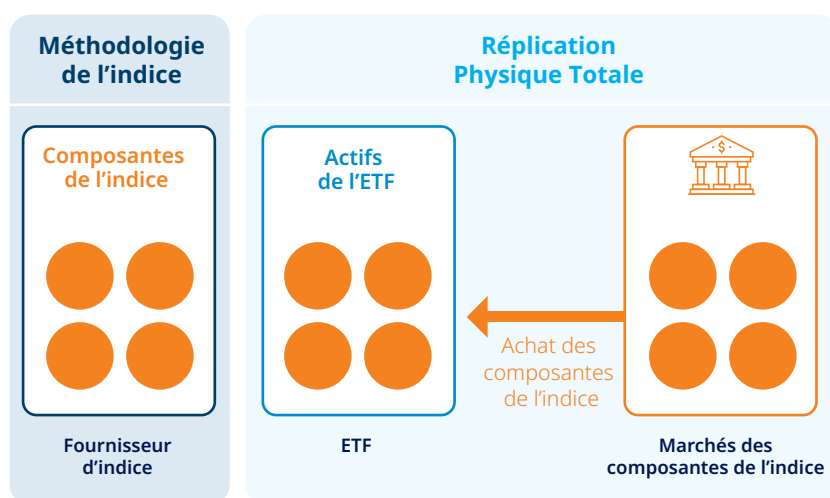 Méthodologie
de l'indice
Réplication
Physique Totale
Composantes
de l'indice
Actifs
de l'ETF
$
Achat des
composantes
de l'indice
Fournisseur
d'indice
ETF
Marchés des
composantes de l'indice